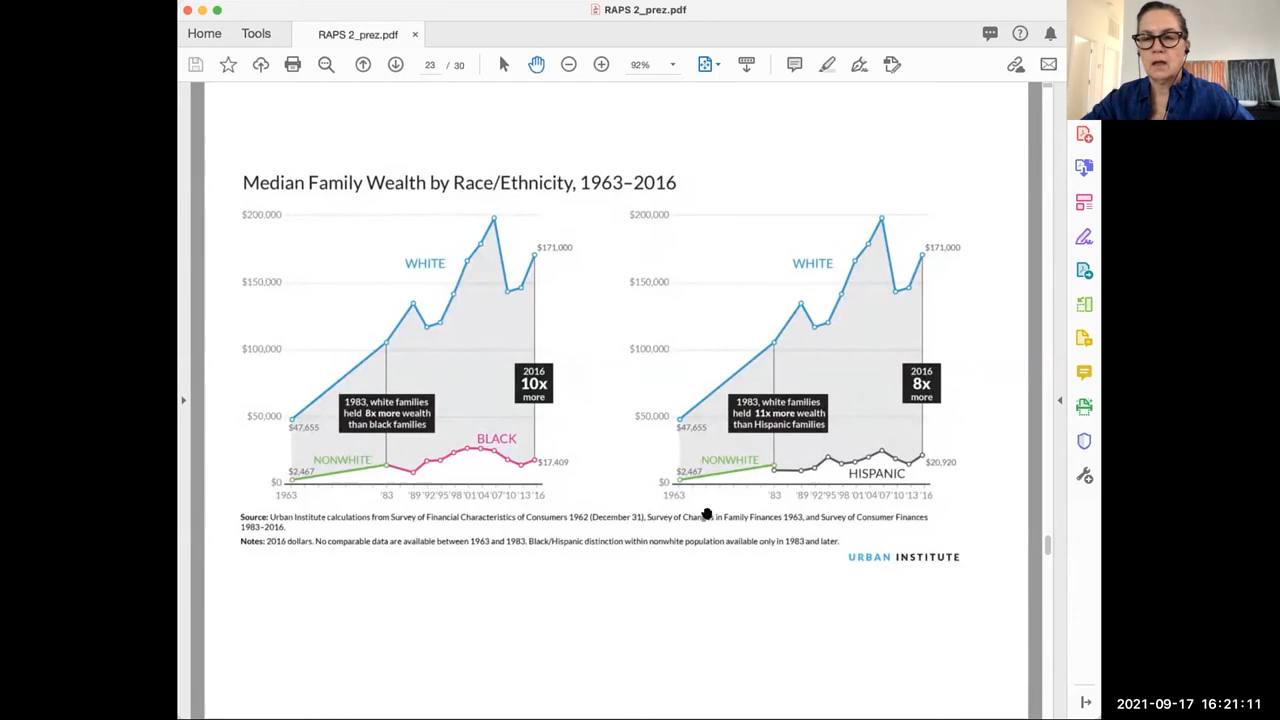 RAPS 2_prez.pdf
Home Tools RAPS 2_prez.pdf ×
23 / 30 92%
Median Family Wealth by Race/Ethnicity, 1963–2016
$200,000
$150,000
$100,000
$50,000
$0
WHITE
$171,000
2016
10x
more
1983, white families
held 8x more wealth
than black families
$47,655
BLACK
NONWHITE
$2,467
$17,409
1963 '83 '89 '92 '95 '98 '01 '04 '07 '10 '13 '16
$200,000
$150,000
$100,000
$50,000
$0
WHITE
$171,000
2016
8x
more
1983, white families
held 11x more wealth
than Hispanic families
$47,655
NONWHITE
$2,467
HISPANIC
$20,920
1963 '83 '89 '92 '95 '98 '01 '04 '07 '10 '13 '16
Source: Urban Institute calculations from Survey of Financial Characteristics of Consumers 1962 (December 31), Survey of Changes in Family Finances 1963, and Survey of Consumer Finances
1983–2016.
Notes: 2016 dollars. No comparable data are available between 1963 and 1983. Black/Hispanic distinction within nonwhite population available only in 1983 and later.
URBAN INSTITUTE
2021-09-17 16:21:11